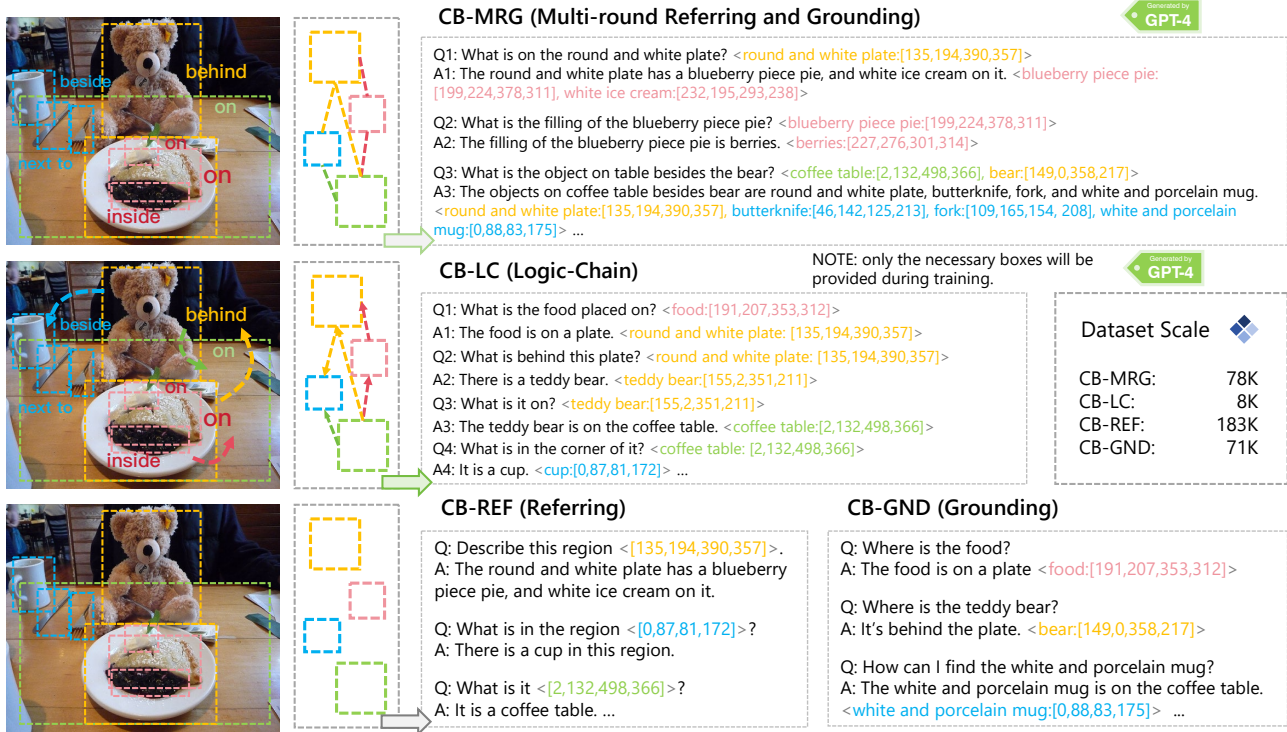 beside
behind
on
next to
on
on
inside
CB-MRG (Multi-round Referring and Grounding)
Generated by
GPT-4
Q1: What is on the round and white plate? <round and white plate:[135,194,390,357]>
A1: The round and white plate has a blueberry piece pie, and white ice cream on it. <blueberry piece pie:
[199,224,378,311], white ice cream:[232,195,293,238]>
Q2: What is the filling of the blueberry piece pie? <blueberry piece pie:[199,224,378,311]>
A2: The filling of the blueberry piece pie is berries. <berries:[227,276,301,314]>
Q3: What is the object on table besides the bear? <coffee table:[2,132,498,366], bear:[149,0,358,217]>
A3: The objects on coffee table besides bear are round and white plate, butterknife, fork, and white and porcelain mug.
<round and white plate:[135,194,390,357], butterknife:[46,142,125,213], fork:[109,165,154, 208], white and porcelain
mug:[0,88,83,175]> ...
beside
behind
on
next to
on
on
inside
CB-LC (Logic-Chain)
NOTE: only the necessary boxes will be
provided during training.
Generated by
GPT-4
Q1: What is the food placed on? <food:[191,207,353,312]>
A1: The food is on a plate. <round and white plate: [135,194,390,357]>
Q2: What is behind this plate? <round and white plate: [135,194,390,357]>
A2: There is a teddy bear. <teddy bear:[155,2,351,211]>
Q3: What is it on? <teddy bear:[155,2,351,211]>
A3: The teddy bear is on the coffee table. <coffee table:[2,132,498,366]>
Q4: What is in the corner of it? <coffee table: [2,132,498,366]>
A4: It is a cup. <cup:[0,87,81,172]> ...
Dataset Scale
CB-MRG: 78K
CB-LC: 8K
CB-REF: 183K
CB-GND: 71K
CB-REF (Referring)
Q: Describe this region <[135,194,390,357]>.
A: The round and white plate has a blueberry
piece pie, and white ice cream on it.
Q: What is in the region <[0,87,81,172]>?
A: There is a cup in this region.
Q: What is it <[2,132,498,366]>?
A: It is a coffee table. ...
CB-GND (Grounding)
Q: Where is the food?
A: The food is on a plate <food:[191,207,353,312]>
Q: Where is the teddy bear?
A: It's behind the plate. <bear:[149,0,358,217]>
Q: How can I find the white and porcelain mug?
A: The white and porcelain mug is on the coffee table.
<white and porcelain mug:[0,88,83,175]> ...